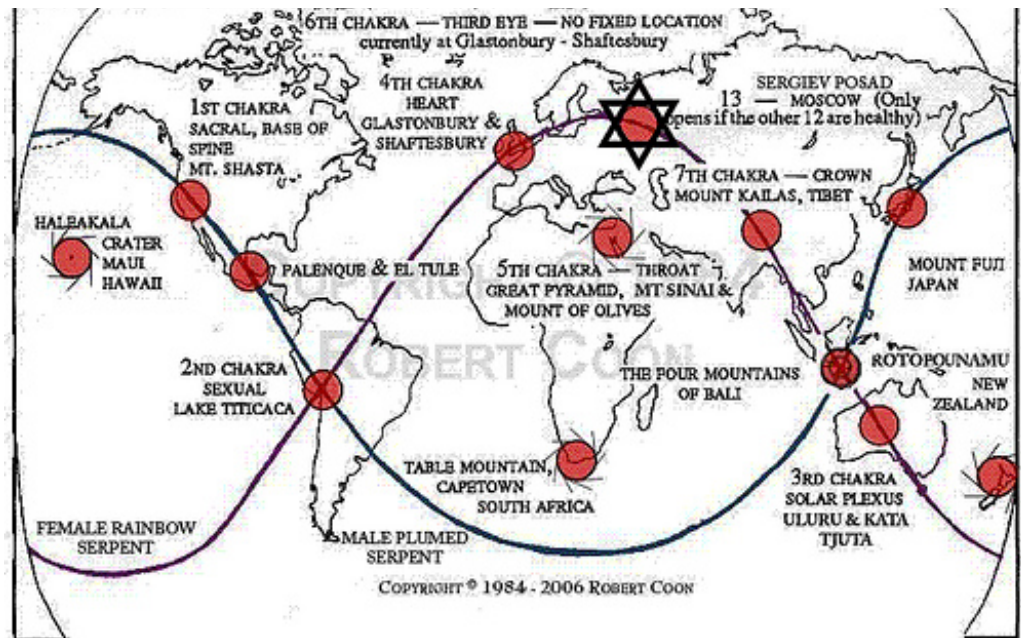 6TH CHAKRA — THIRD EYE — NO FIXED LOCATION
currently at Glastonbury - Shaftesbury
4TH CHAKRA
HEART
GLASTONBURY &
SHAFTESBURY
SERGIEV POSAD
13 — MOSCOW (Only
opens if the other 12 are healthy)
1ST CHAKRA
SACRAL, BASE OF
SPINE
MT. SHASTA
7TH CHAKRA — CROWN
MOUNT KAILAS, TIBET
HALEAKALA
CRATER
MAUI
HAWAII
PALENQUE & EL TULE
5TH CHAKRA — THROAT
GREAT PYRAMID, MT SINAI &
MOUNT OF OLIVES
MOUNT FUJI
JAPAN
COPYRIGHT © 1984
ROBERT COON
2ND CHAKRA
SEXUAL
LAKE TITICACA
THE FOUR MOUNTAINS
OF BALI
ROTOPOUNAMU
NEW
ZEALAND
TABLE MOUNTAIN,
CAPETOWN
SOUTH AFRICA
3RD CHAKRA
SOLAR PLEXUS
ULURU & KATA
TJUTA
FEMALE RAINBOW
SERPENT
MALE PLUMED
SERPENT
COPYRIGHT © 1984 - 2006 ROBERT COON